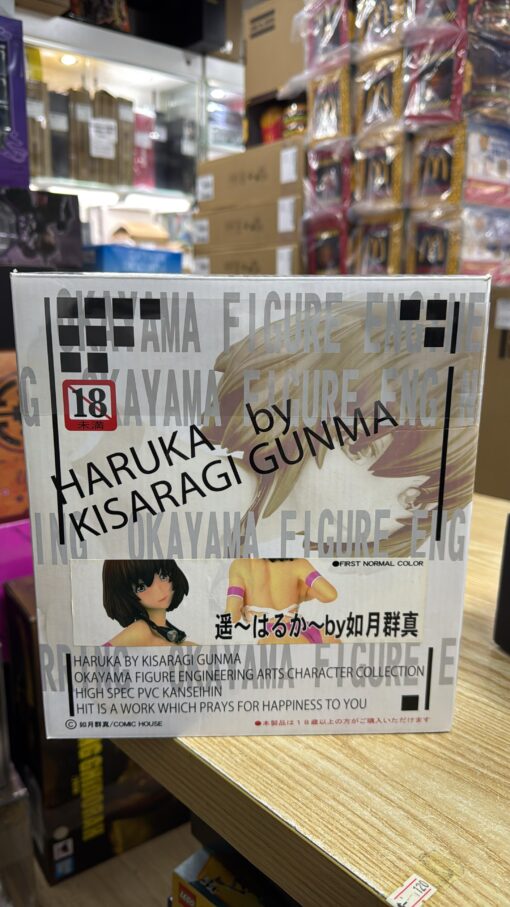 OKAYAMA FIGURE ENGINE
G OKAYAMA FIGURE ENG N
18
未満
HARUKA by
KISARAGI GUNMA
ING OKAYAMA FIGURE ENG
●FIRST NORMAL COLOR
遥～はるか～by如月群真
HARUKA BY KISARAGI GUNMA
OKAYAMA FIGURE ENGINEERING ARTS CHARACTER COLLECTION
HIGH SPEC PVC KANSEIHIN
HIT IS A WORK WHICH PRAYS FOR HAPPINESS TO YOU
© 如月群真/COMIC HOUSE
●本製品は18歳以上の方がご購入いただけます
120
LEGO